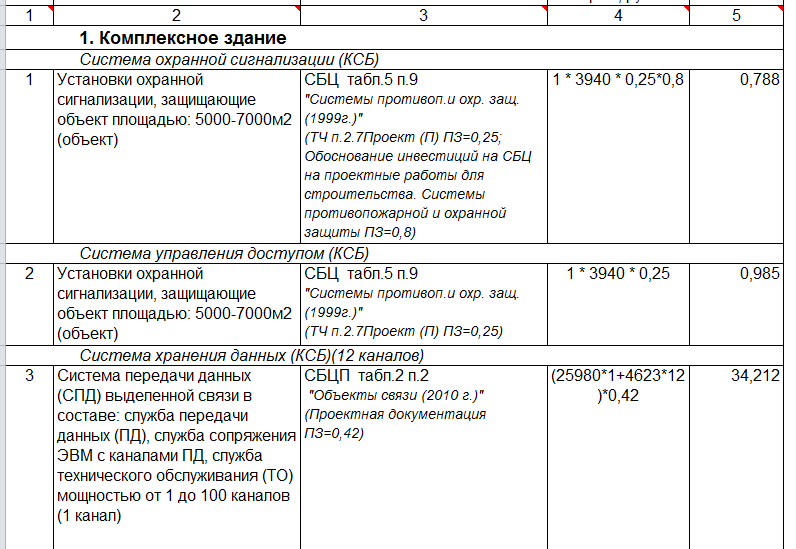 1 2 3 4 5
1. Комплексное здание
Система охранной сигнализации (КСБ)
1
Установки охранной
сигнализации, защищающие
объект площадью: 5000-7000м2
(объект)
СБЦ табл.5 п.9
"Системы противоп.и охр. защ.
(1999г.)"
(ТЧ п.2.7Проект (П) ПЗ=0,25;
Обоснование инвестиций на СБЦ
на проектные работы для
строительства. Системы
противопожарной и охранной
защиты ПЗ=0,8)
1 * 3940 * 0,25*0,8
0,788
Система управления доступом (КСБ)
2
Установки охранной
сигнализации, защищающие
объект площадью: 5000-7000м2
(объект)
СБЦ табл.5 п.9
"Системы противоп.и охр. защ.
(1999г.)"
(ТЧ п.2.7Проект (П) ПЗ=0,25)
1 * 3940 * 0,25
0,985
Система хранения данных (КСБ)(12 каналов)
3
Система передачи данных
(СПД) выделенной связи в
составе: служба передачи
данных (ПД), служба сопряжения
ЭВМ с каналами ПД, служба
технического обслуживания (ТО)
мощностью от 1 до 100 каналов
(1 канал)
СБЦП табл.2 п.2
"Объекты связи (2010 г.)"
(Проектная документация
ПЗ=0,42)
(25980*1+4623*12
)*0,42
34,212